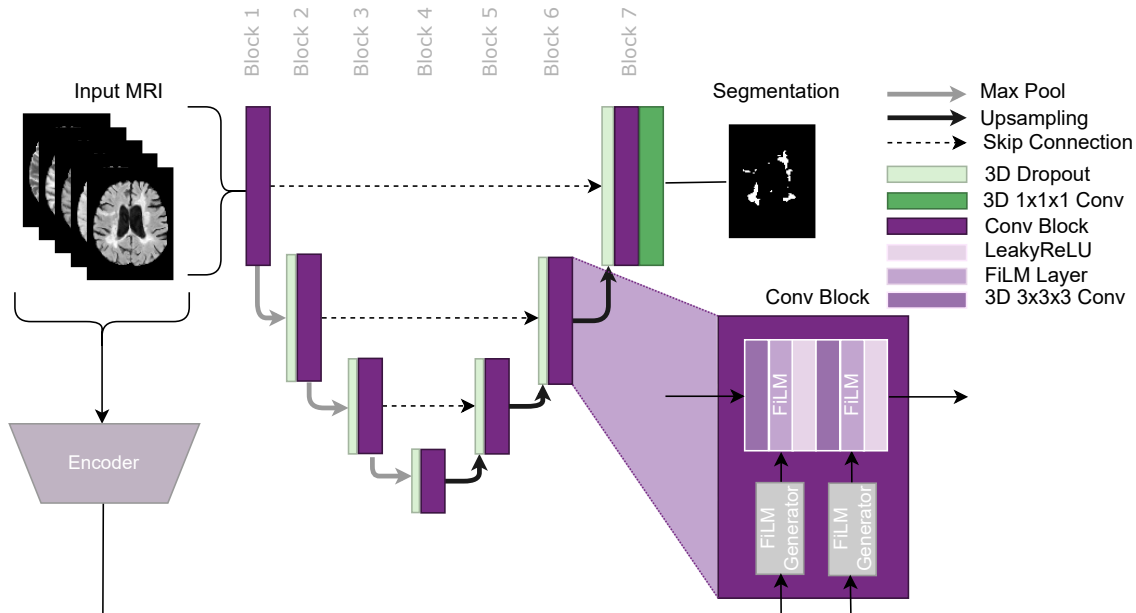 Block 1
Block 2
Block 3
Block 4
Block 5
Block 6
Block 7
Input MRI
Segmentation
Max Pool
Upsampling
Skip Connection
3D Dropout
3D 1x1x1 Conv
Conv Block
LeakyReLU
FiLM Layer
3D 3x3x3 Conv
Conv Block
FiLM
FiLM
Encoder
FiLM
Generator
FiLM
Generator